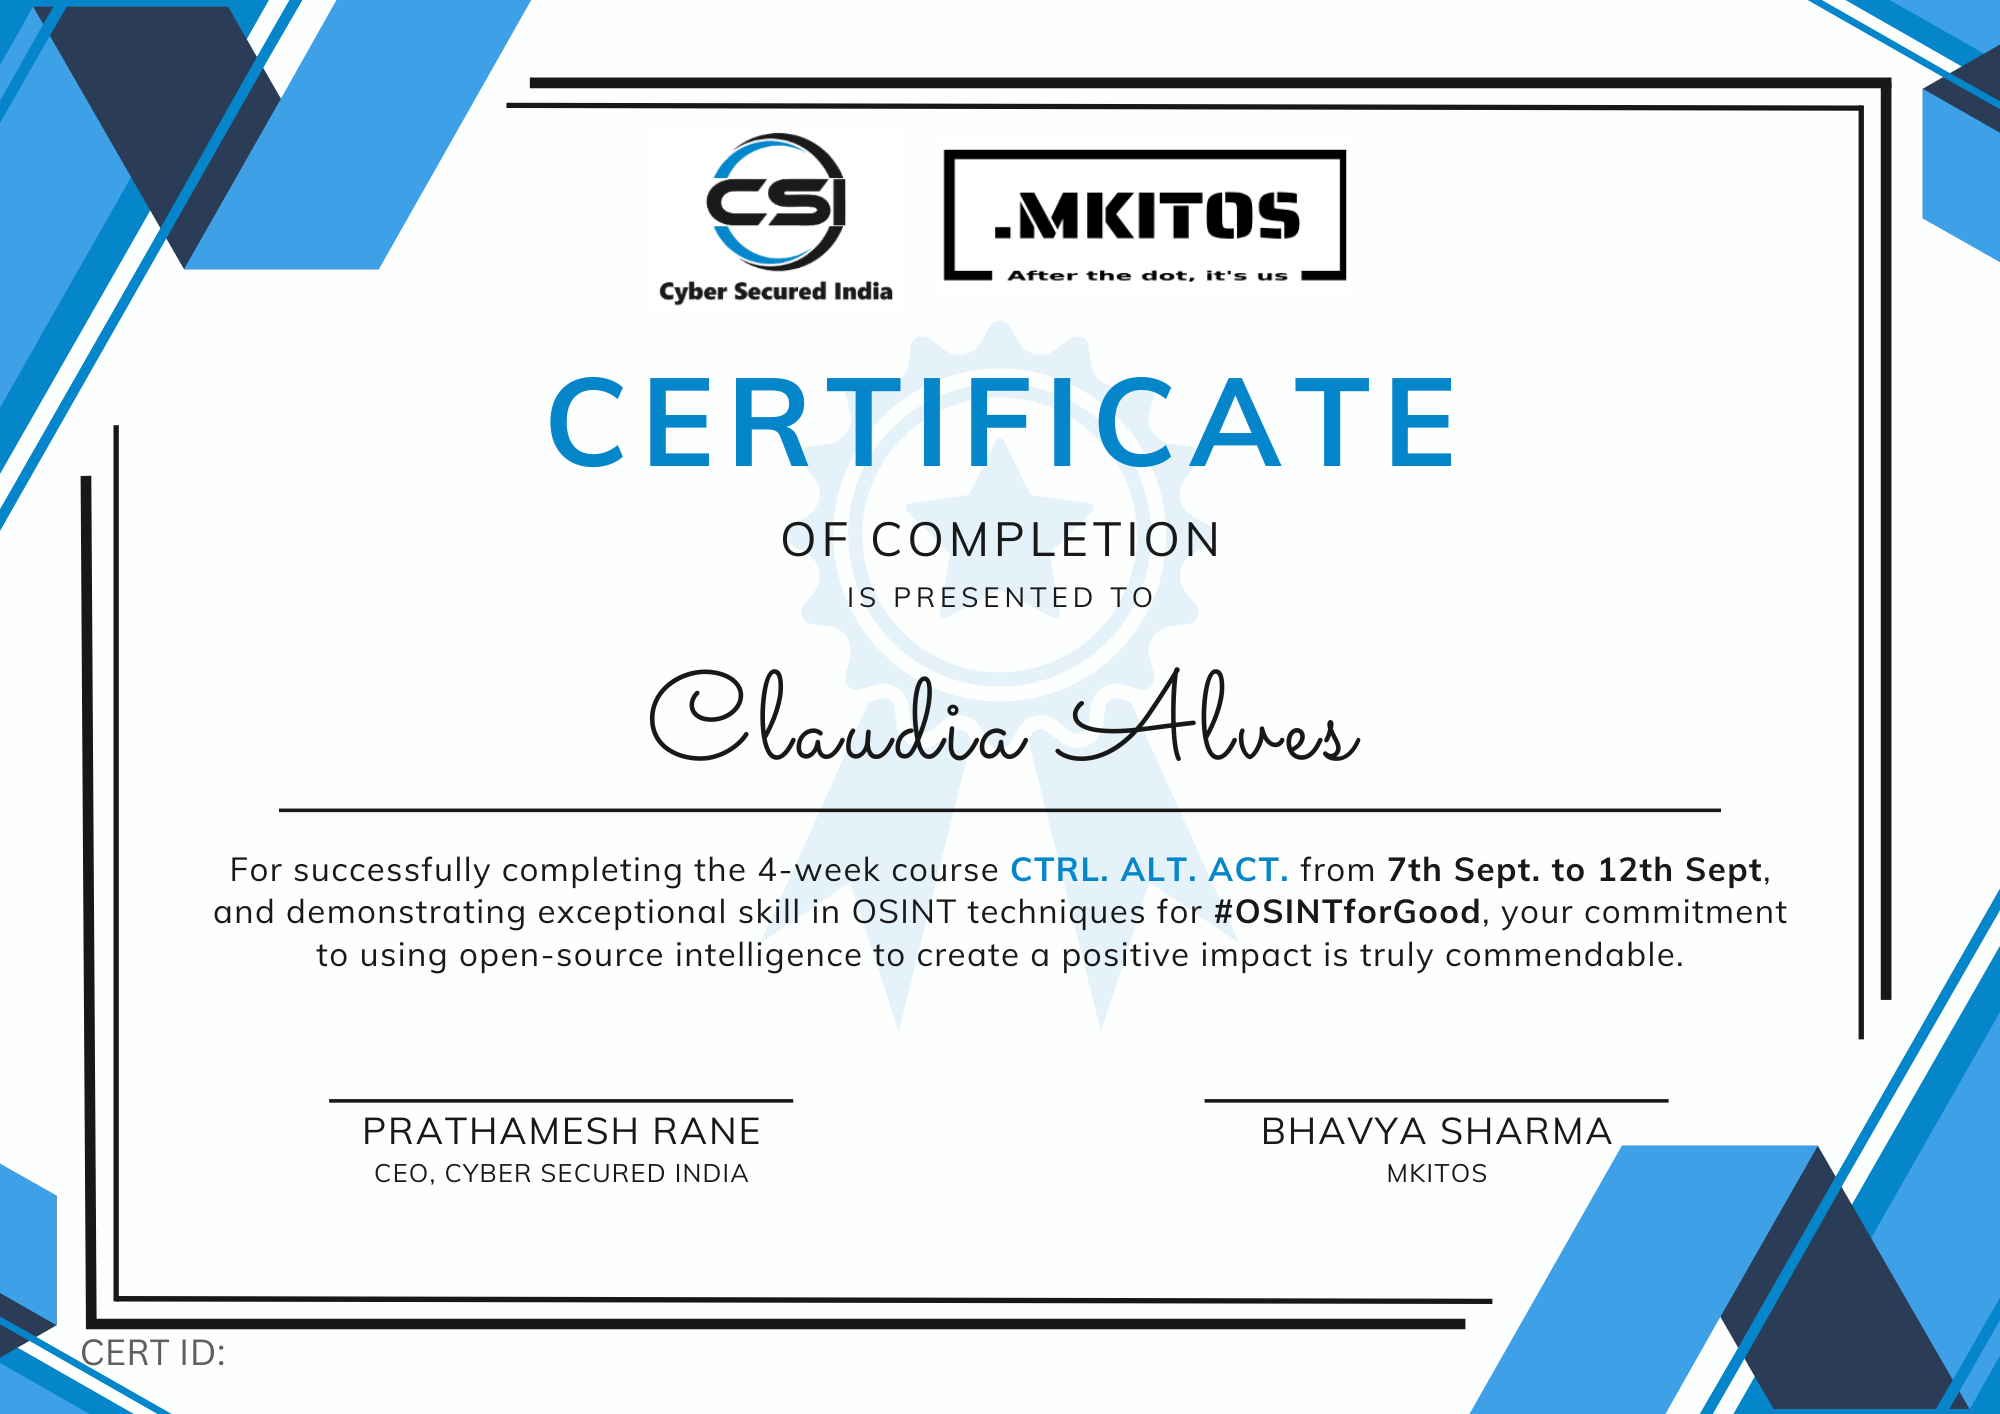 CSI
Cyber Secured India
.MKITOS
After the dot, it's us
CERTIFICATE
OF COMPLETION
IS PRESENTED TO
Claudia Alves
For successfully completing the 4-week course CTRL. ALT. ACT. from 7th Sept. to 12th Sept,
and demonstrating exceptional skill in OSINT techniques for #OSINTforGood, your commitment
to using open-source intelligence to create a positive impact is truly commendable.
PRATHAMESH RANE
CEO, CYBER SECURED INDIA
BHAVYA SHARMA
MKITOS
CERT ID: